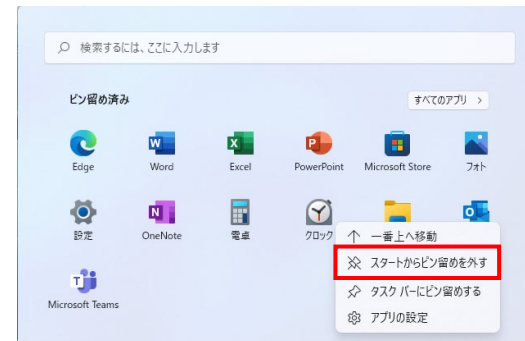 検索するには、ここに入力します
ピン留め済み
すべてのアプリ >
Edge
Word
Excel
PowerPoint
Microsoft Store
フォト
設定
OneNote
電卓
クロック
一番上へ移動
スタートからピン留めを外す
Microsoft Teams
タスク バーにピン留めする
アプリの設定